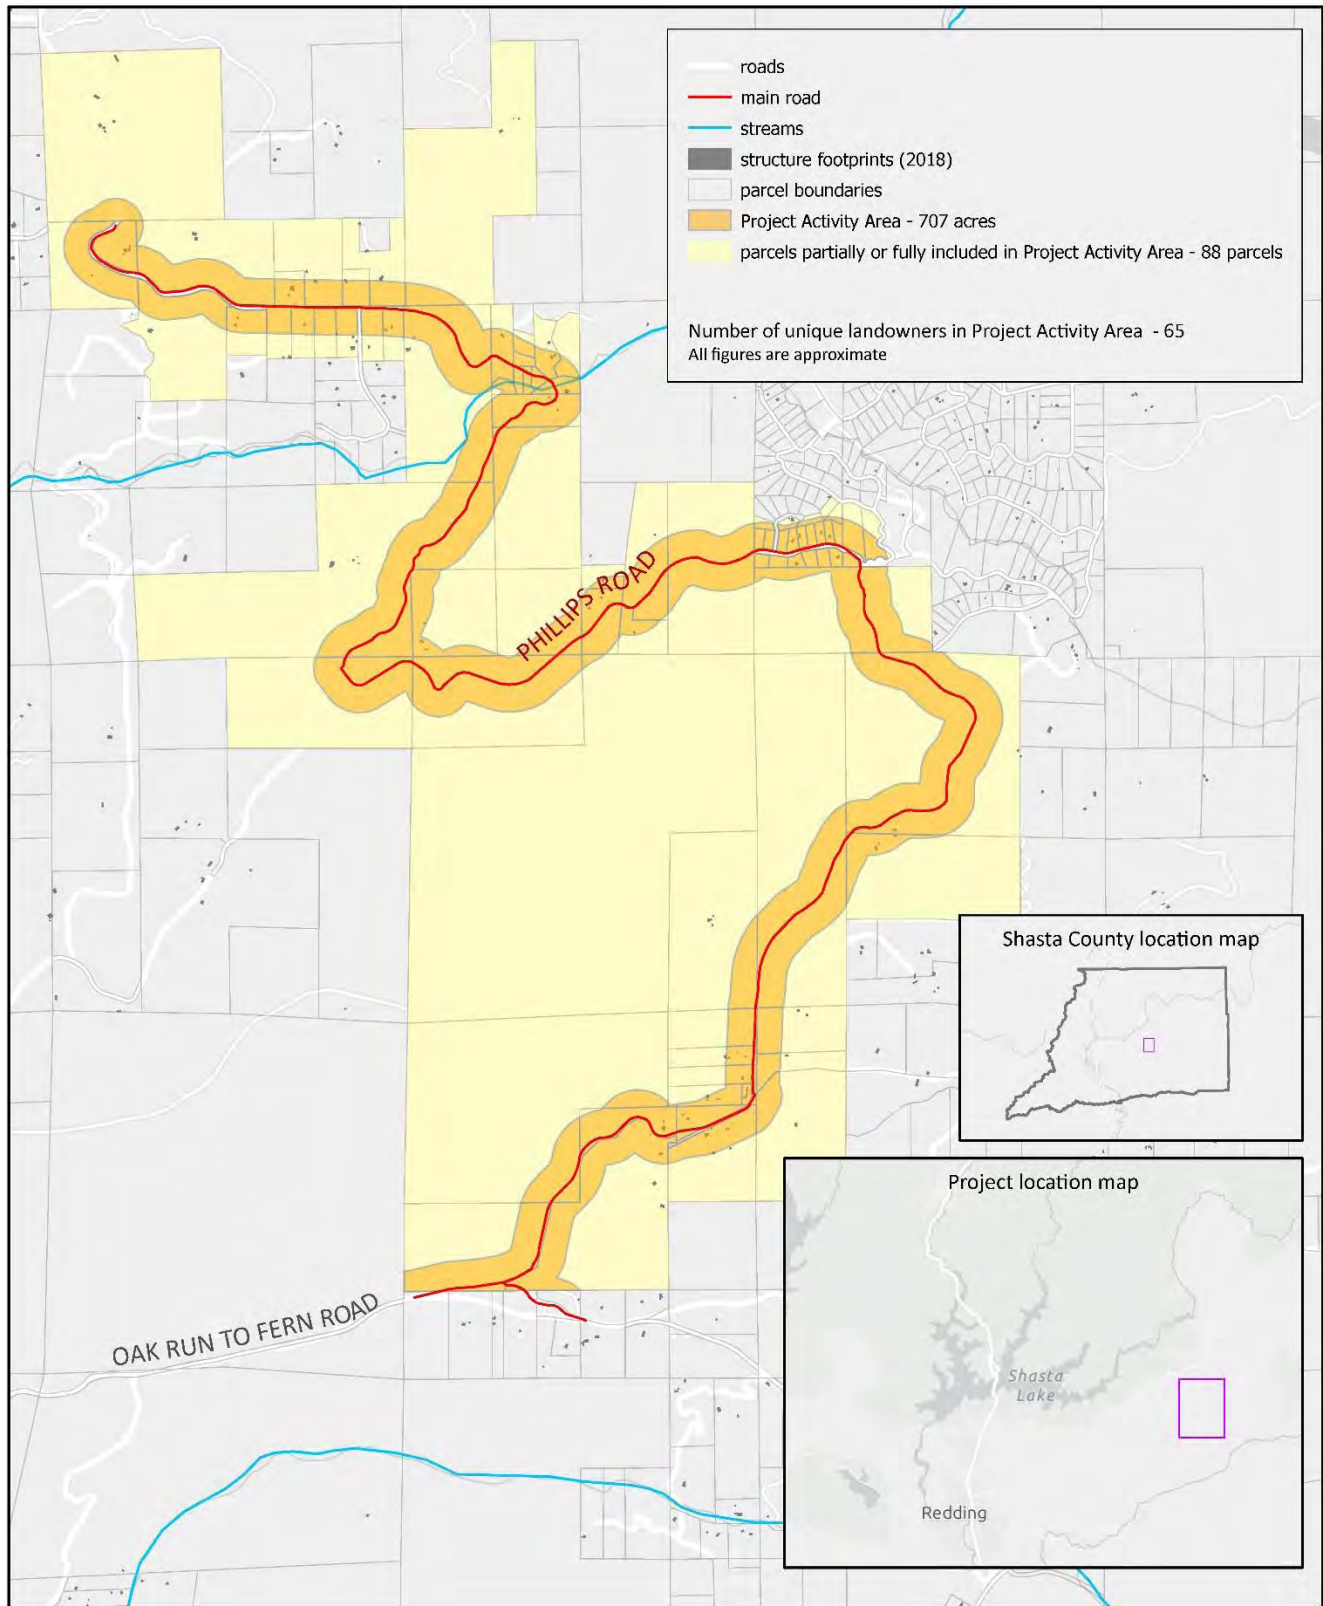 roads
main road
streams
structure footprints (2018)
parcel boundaries
Project Activity Area - 707 acres
parcels partially or fully included in Project Activity Area - 88 parcels
Number of unique landowners in Project Activity Area - 65
All figures are approximate
PHILLIPS ROAD
Shasta County location map
Project location map
OAK RUN TO FERN ROAD
Shasta
Lake
Redding